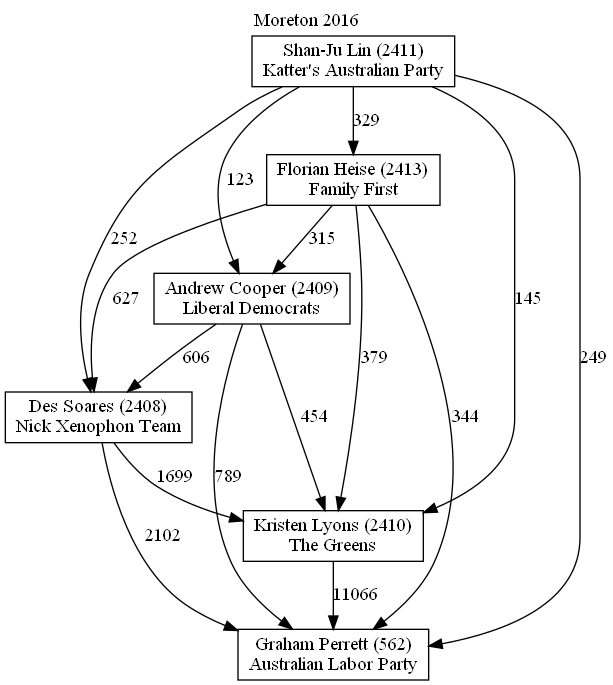 Moreton 2016
Shan-Ju Lin (2411)
Katter's Australian Party
329
Florian Heise (2413)
Family First
123
315
252
627
Andrew Cooper (2409)
Liberal Democrats
145
249
606
379
Des Soares (2408)
Nick Xenophon Team
454
344
1699
789
2102
Kristen Lyons (2410)
The Greens
11066
Graham Perrett (562)
Australian Labor Party